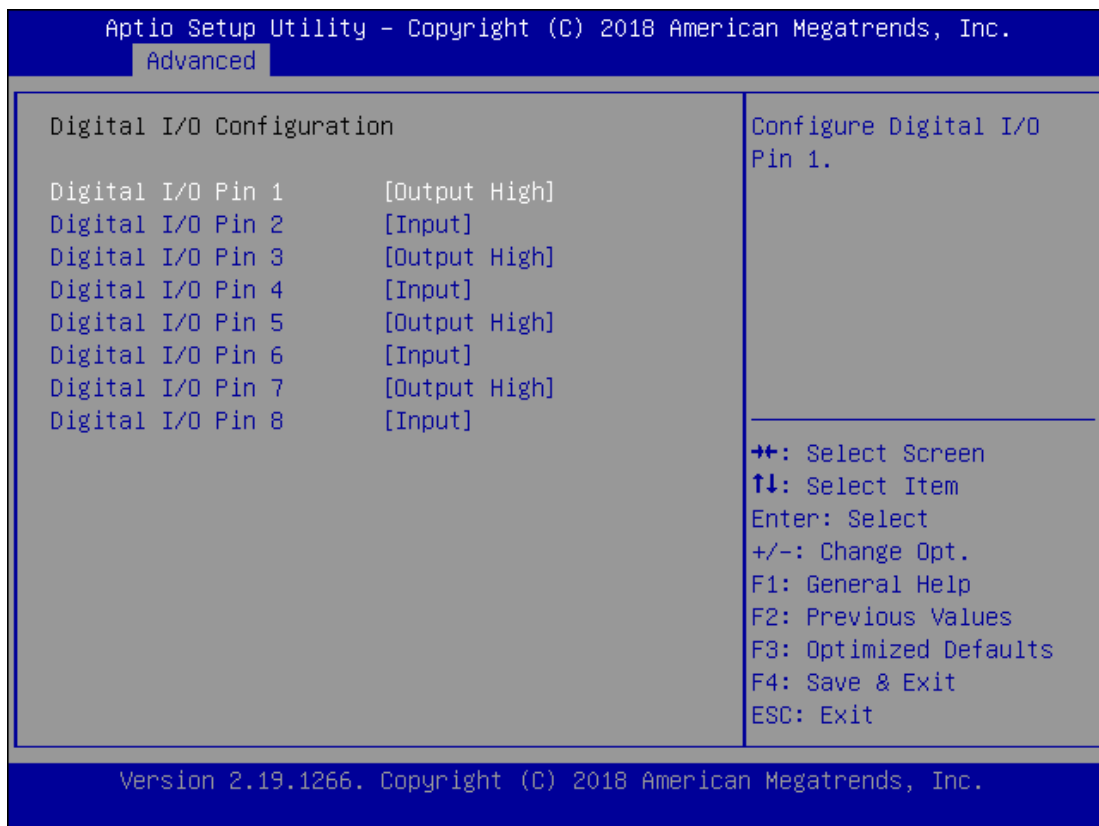 Aptio Setup Utility – Copyright (C) 2018 American Megatrends, Inc.
Advanced
Digital I/O Configuration
Digital I/O Pin 1 [Output High]
Digital I/O Pin 2 [Input]
Digital I/O Pin 3 [Output High]
Digital I/O Pin 4 [Input]
Digital I/O Pin 5 [Output High]
Digital I/O Pin 6 [Input]
Digital I/O Pin 7 [Output High]
Digital I/O Pin 8 [Input]
Configure Digital I/O
Pin 1.
→←: Select Screen
↑↓: Select Item
Enter: Select
+/-: Change Opt.
F1: General Help
F2: Previous Values
F3: Optimized Defaults
F4: Save & Exit
ESC: Exit
Version 2.19.1266. Copyright (C) 2018 American Megatrends, Inc.